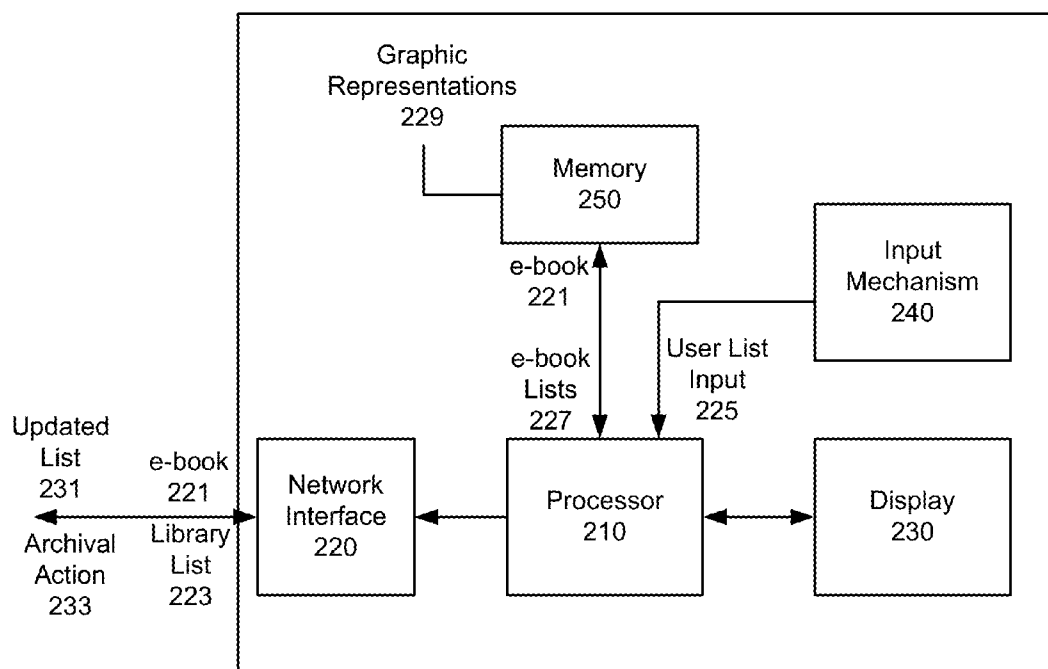 Graphic
Representations
229
Memory
250
Input
Mechanism
240
e-book
221
User List
Input
225
e-book
Lists
227
Updated
List
231
e-book
221
Network
Interface
220
Processor
210
Display
230
Archival
Action
233
Library
List
223